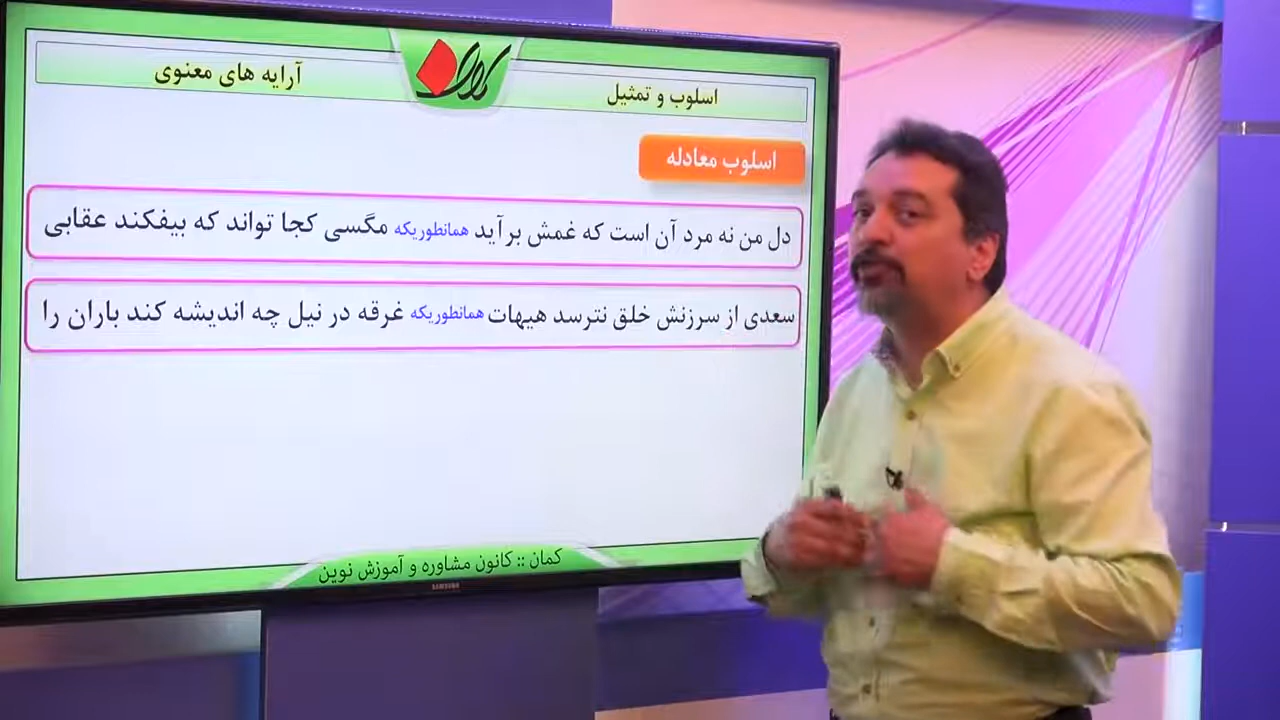 اسلوب و تمثیل
آرایه های معنوی
اسلوب معادله
دل من نه مرد آن است که غمش برآید همانطوریکه مگسی کجا تواند که بیفکند عقابی
سعدی از سرزنش خلق نترسد هیهات همانطوریکه غرقه در نیل چه اندیشه کند باران را
کمان :: کانون مشاوره و آموزش نوین
SAMSUNG